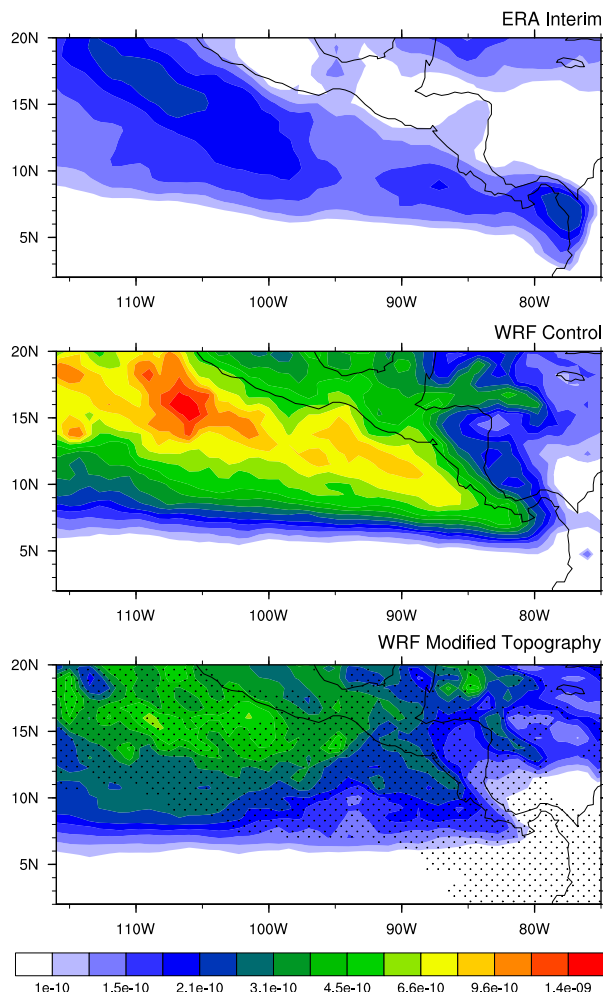 ERA Interim
20N
15N
10N
5N
110W 100W 90W 80W
WRF Control
20N
15N
10N
5N
110W 100W 90W 80W
WRF Modified Topography
20N
15N
10N
5N
110W 100W 90W 80W
1e-10 1.5e-10 2.1e-10 3.1e-10 4.5e-10 6.6e-10 9.6e-10 1.4e-09